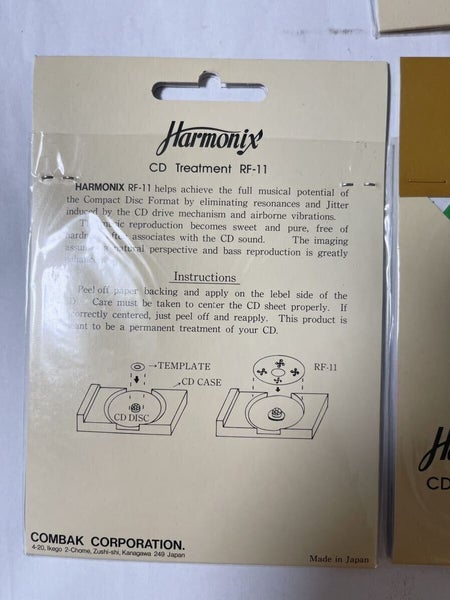 Harmonix
CD Treatment RF-11
HARMONIX RF-11 helps achieve the full musical potential of
the Compact Disc Format by eliminating resonances and Jitter
induced by the CD drive mechanism and airborne vibrations.
reproduction becomes sweet and pure, free of
associates with the CD sound. The imaging
natural perspective and bass reproduction is greatly
Instructions
Peel off paper backing and apply on the lebel side of the
Care must be taken to center the CD sheet properly. If
correctly centered, just peel off and reapply. This product is
to be a permanent treatment of your CD.
TEMPLATE
CD CASE
CD DISC
RF-11
COMBAK CORPORATION.
4-20, Ikego 2-Chome, Zushi-shi, Kanagawa 249 Japan
Made in Japan
Ha
CD